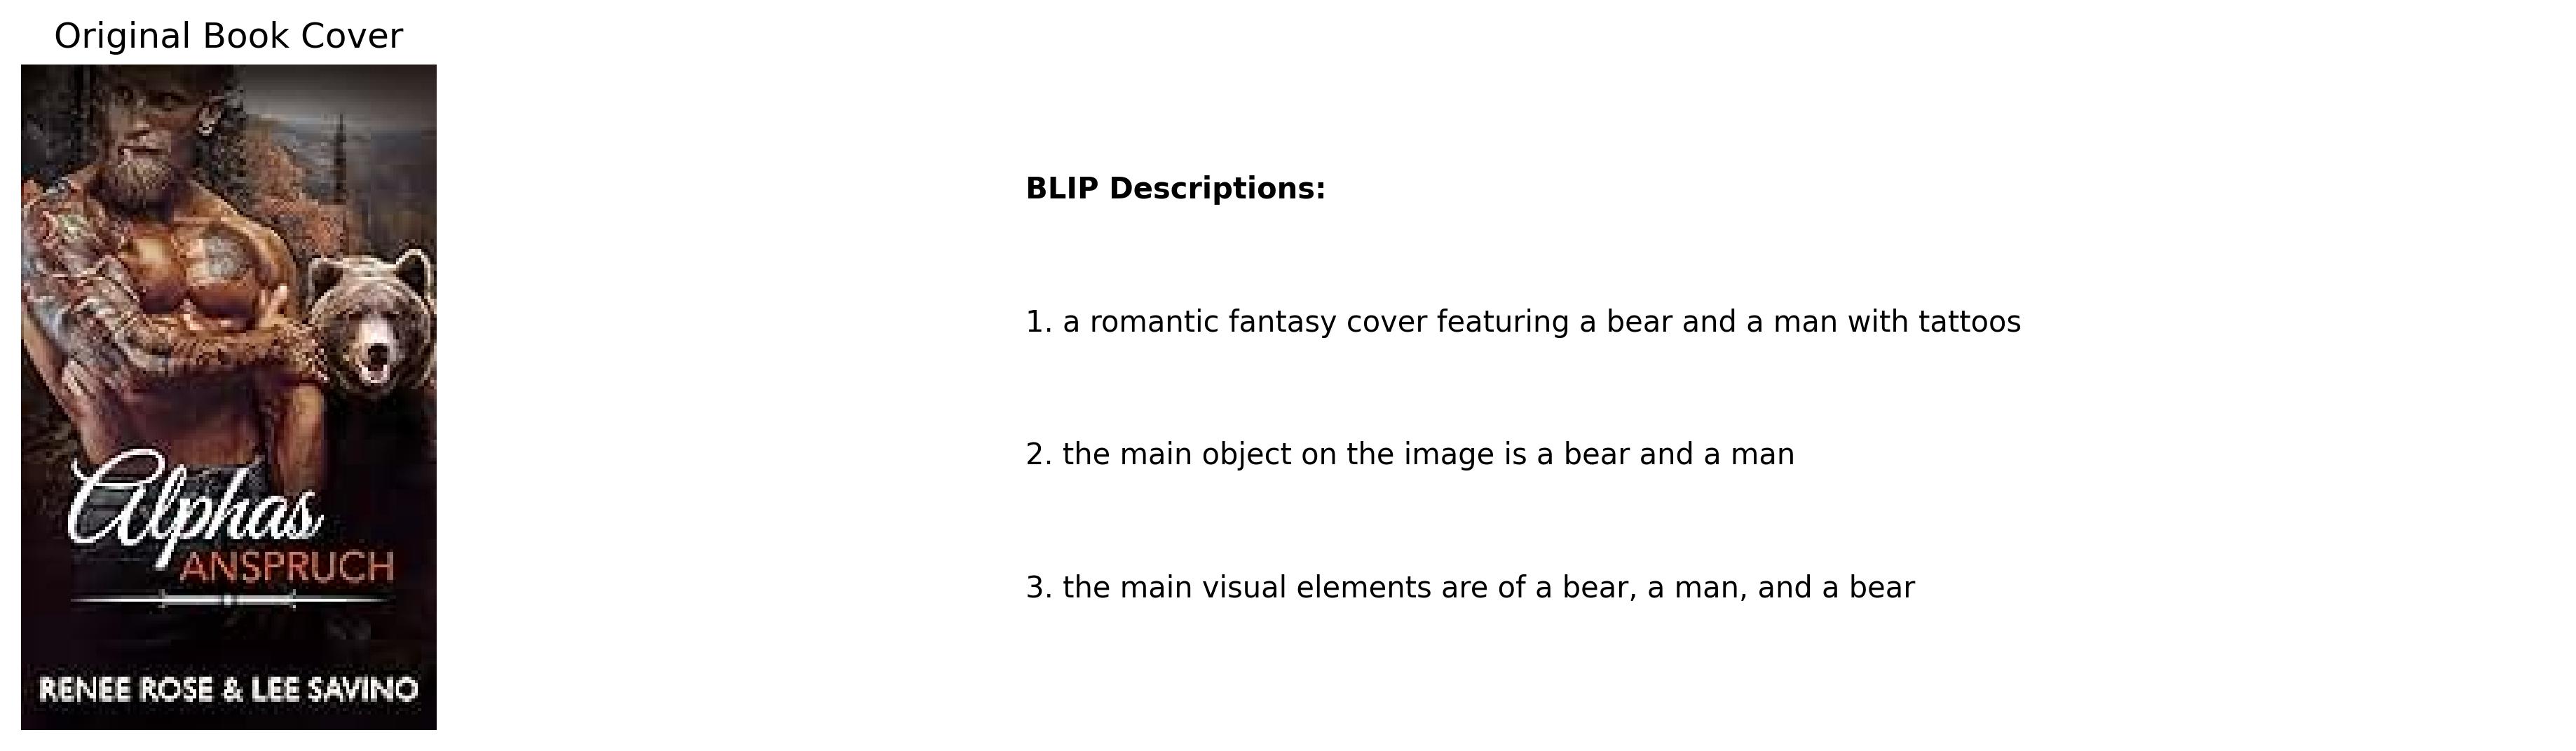 Original Book Cover
Alphas
ANSPRUCH
RENEE ROSE & LEE SAVINO
BLIP Descriptions:
1. a romantic fantasy cover featuring a bear and a man with tattoos
2. the main object on the image is a bear and a man
3. the main visual elements are of a bear, a man, and a bear